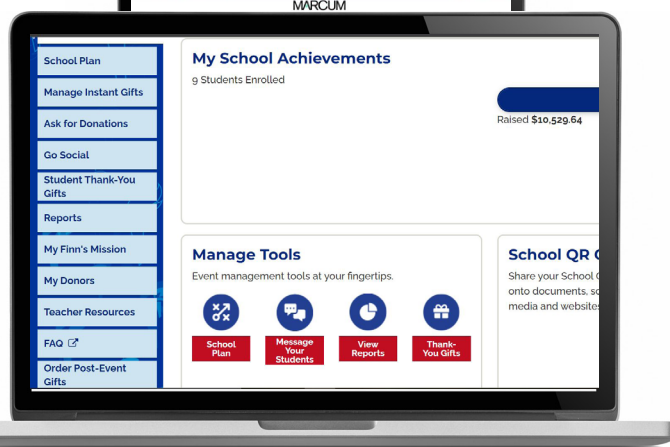 MARCUM
School Plan
Manage Instant Gifts
Ask for Donations
Go Social
Student Thank-You
Gifts
Reports
My Finn's Mission
My Donors
Teacher Resources
FAQ
Order Post-Event
Gifts
My School Achievements
9 Students Enrolled
Raised $10,529.64
Manage Tools
Event management tools at your fingertips.
School
Plan
Message
Your
Students
View
Reports
Thank-
You Gifts
School QR
Share your School
onto documents,
media and websites